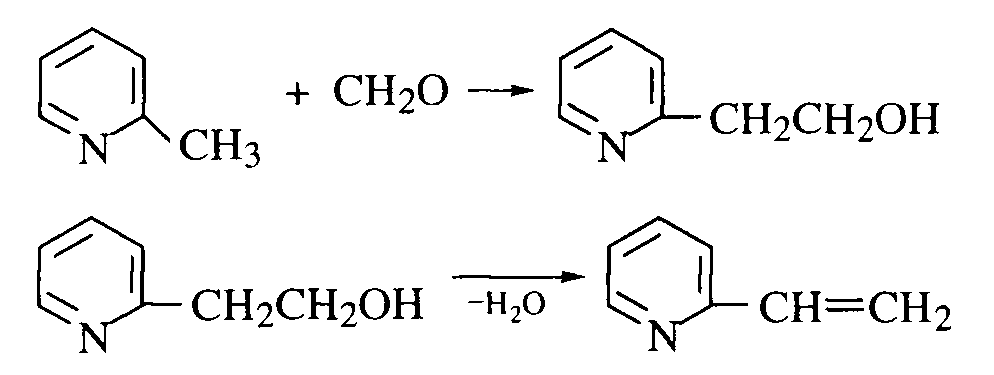 + CH2O → CH2CH2OH
N CH3 N
CH2CH2OH → CH=CH2
-H2O
N N